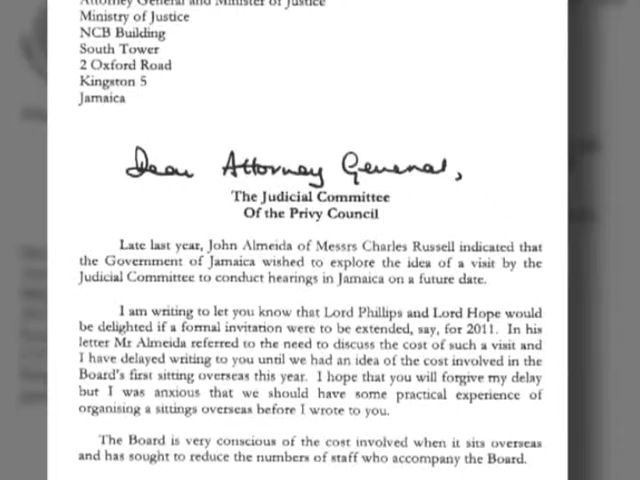 Attorney General and Minister of Justice
Ministry of Justice
NCB Building
South Tower
2 Oxford Road
Kingston 5
Jamaica
Dear Attorney General,
The Judicial Committee
Of the Privy Council
Late last year, John Almeida of Messrs Charles Russell indicated that
the Government of Jamaica wished to explore the idea of a visit by the
Judicial Committee to conduct hearings in Jamaica on a future date.
I am writing to let you know that Lord Phillips and Lord Hope would
be delighted if a formal invitation were to be extended, say, for 2011. In his
letter Mr Almeida referred to the need to discuss the cost of such a visit and
I have delayed writing to you until we had an idea of the cost involved in the
Board's first sitting overseas this year. I hope that you will forgive my delay
but I was anxious that we should have some practical experience of
organising a sittings overseas before I wrote to you.
The Board is very conscious of the cost involved when it sits overseas
and has sought to reduce the numbers of staff who accompany the Board.